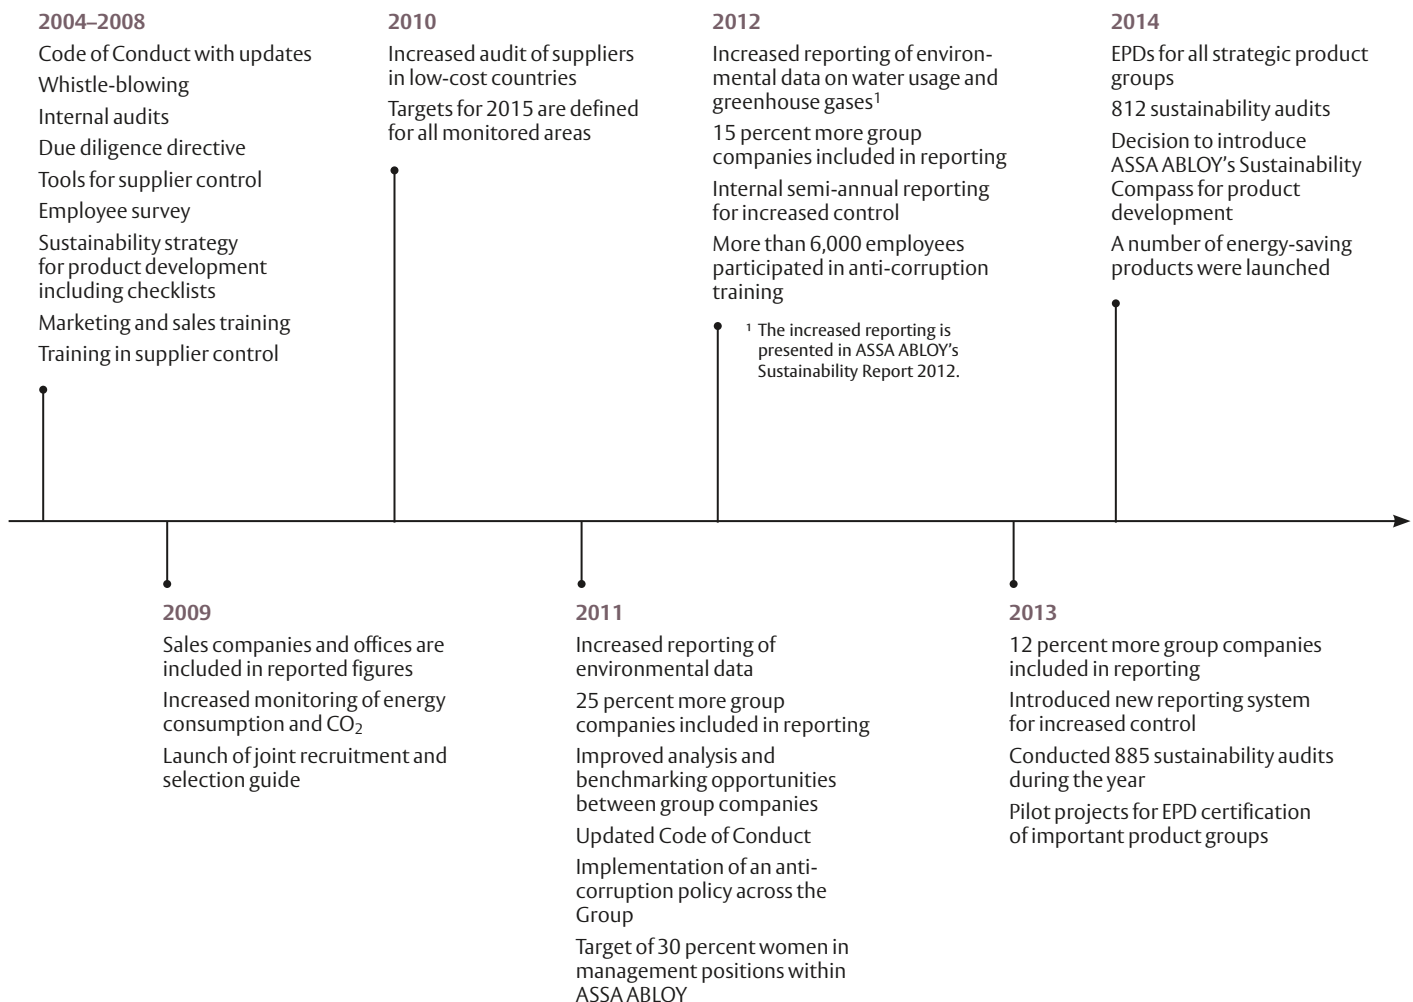 2004–2008
Code of Conduct with updates
Whistle-blowing
Internal audits
Due diligence directive
Tools for supplier control
Employee survey
Sustainability strategy
for product development
including checklists
Marketing and sales training
Training in supplier control
2010
Increased audit of suppliers
in low-cost countries
Targets for 2015 are defined
for all monitored areas
2012
Increased reporting of environ-
mental data on water usage and
greenhouse gases¹
15 percent more group
companies included in reporting
Internal semi-annual reporting
for increased control
More than 6,000 employees
participated in anti-corruption
training
¹ The increased reporting is
presented in ASSA ABLOY’s
Sustainability Report 2012.
2014
EPDs for all strategic product
groups
812 sustainability audits
Decision to introduce
ASSA ABLOY’s Sustainability
Compass for product
development
A number of energy-saving
products were launched
2009
Sales companies and offices are
included in reported figures
Increased monitoring of energy
consumption and CO₂
Launch of joint recruitment and
selection guide
2011
Increased reporting of
environmental data
25 percent more group
companies included in reporting
Improved analysis and
benchmarking opportunities
between group companies
Updated Code of Conduct
Implementation of an anti-
corruption policy across the
Group
Target of 30 percent women in
management positions within
ASSA ABLOY
2013
12 percent more group companies
included in reporting
Introduced new reporting system
for increased control
Conducted 885 sustainability audits
during the year
Pilot projects for EPD certification
of important product groups